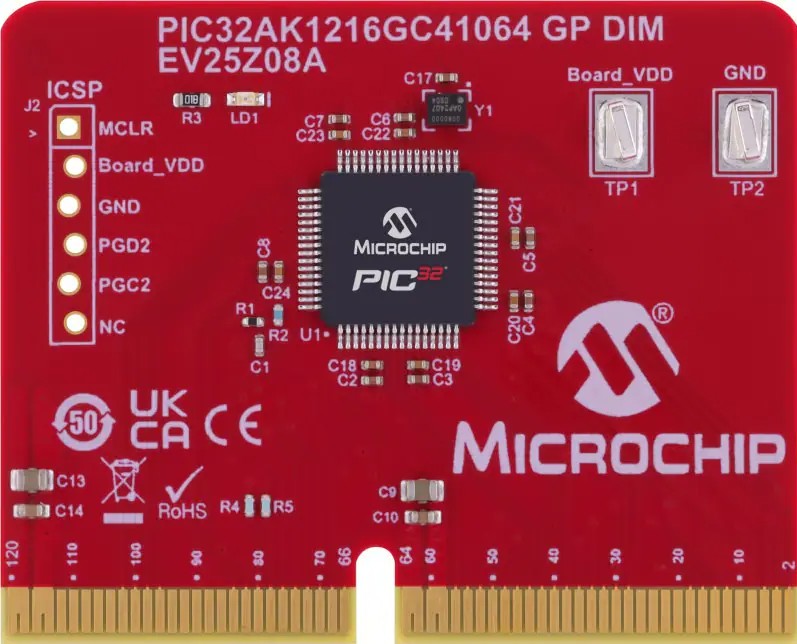 PIC32AK1216GC41064 GP DIM
EV25Z08A
ICSP
J2
>
MCLR
Board_VDD
GND
PGD2
PGC2
NC
01B
R3
LD1
C7
C23
C6
C22
C17
Y1
Board_VDD
TP1
GND
TP2
MICROCHIP
PIC32
C8
C24
R1
R2
C1
U1
C21
C5
C20
C4
C18
C2
C19
C3
®
MICROCHIP
50
UK
CA
CE
RoHS
C13
C14
R4
R5
C9
C10
120
110
100
90
80
70
66
64
60
50
40
30
20
10
2